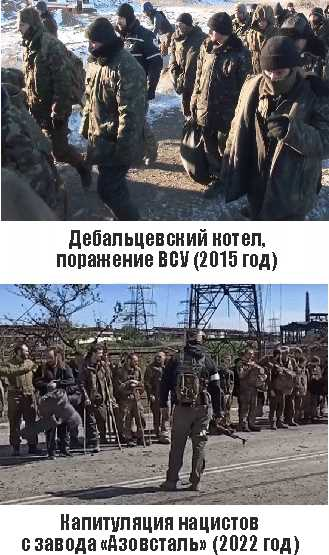 Дебальцевский котел,
поражение ВСУ (2015 год)
Капитуляция нацистов
с завода «Азовсталь» (2022 год)